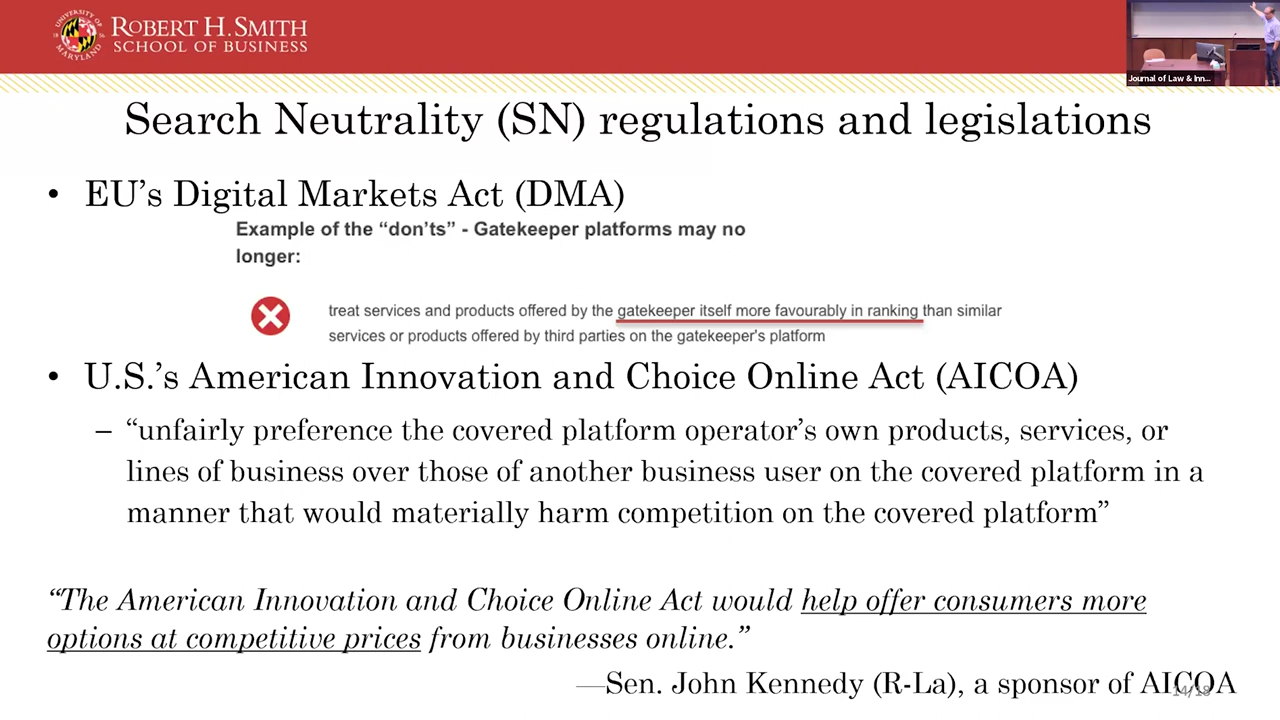 ROBERT H. SMITH
SCHOOL OF BUSINESS
Journal of Law & Inn...
Search Neutrality (SN) regulations and legislations
• EU’s Digital Markets Act (DMA)
Example of the “don’ts” - Gatekeeper platforms may no
longer:
treat services and products offered by the gatekeeper itself more favourably in ranking than similar
services or products offered by third parties on the gatekeeper's platform
• U.S.’s American Innovation and Choice Online Act (AICOA)
– “unfairly preference the covered platform operator’s own products, services, or
lines of business over those of another business user on the covered platform in a
manner that would materially harm competition on the covered platform”
“The American Innovation and Choice Online Act would help offer consumers more
options at competitive prices from businesses online.”
—Sen. John Kennedy (R-La), a sponsor of AICOA
14/18